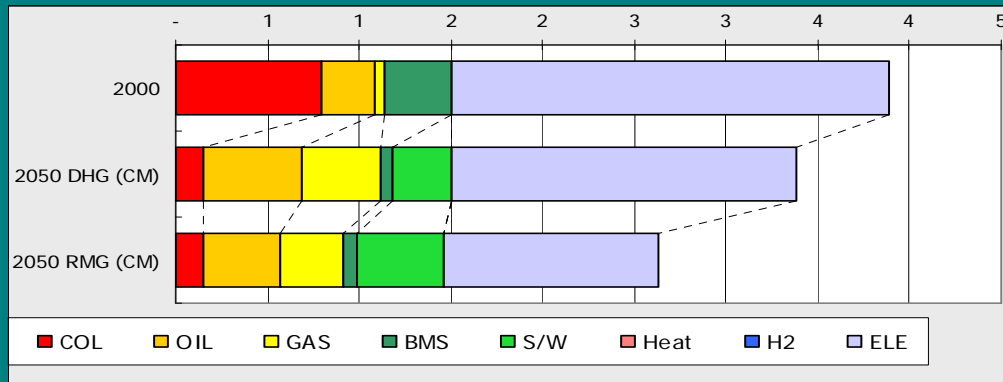 - 1 1 2 2 3 3 4 4 5
2000
2050 DHG (CM)
2050 RMG (CM)
COL OIL GAS BMS S/W Heat H2 ELE